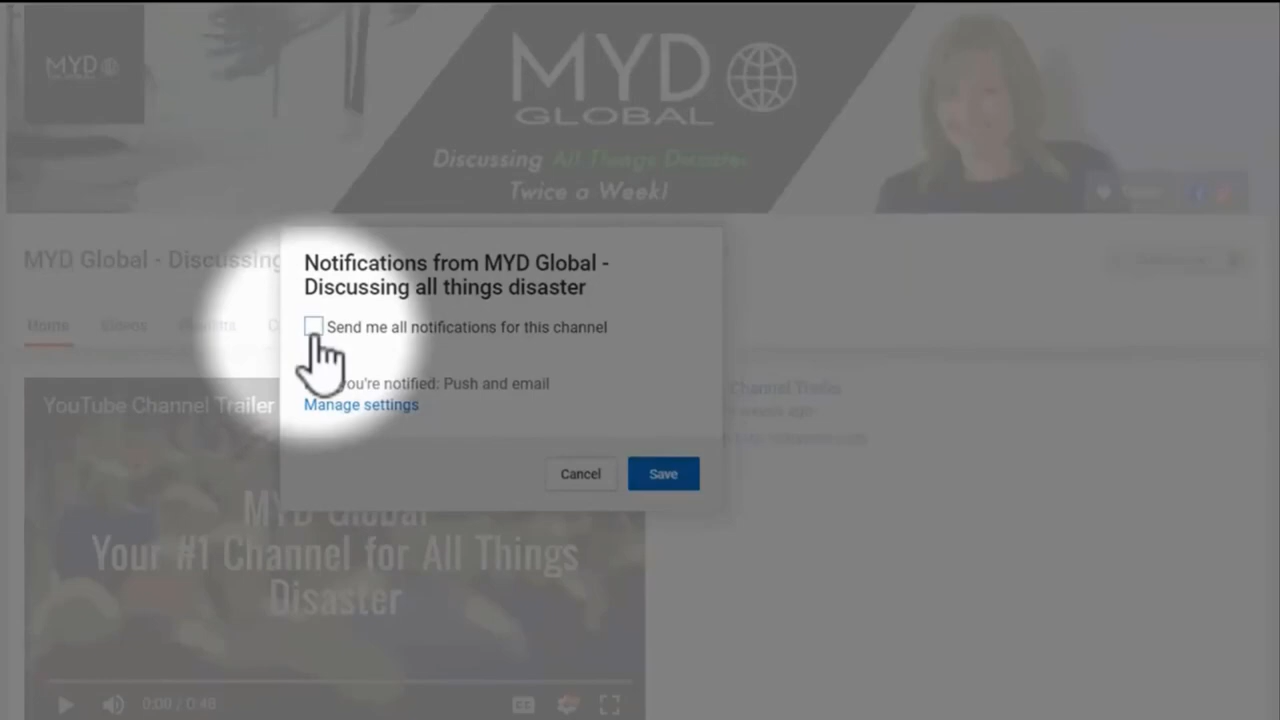 MYD
MYD
GLOBAL
Discussing All Things Disaster
Twice a Week!
MYD Global - Discussing
Notifications from MYD Global -
Discussing all things disaster
Home
Videos
Send me all notifications for this channel
you're notified: Push and email
Manage settings
Channel Trailer
YouTube Channel Trailer
Cancel
Save
MYD Global
Your #1 Channel for All Things
Disaster
0:00 / 0:48
CC